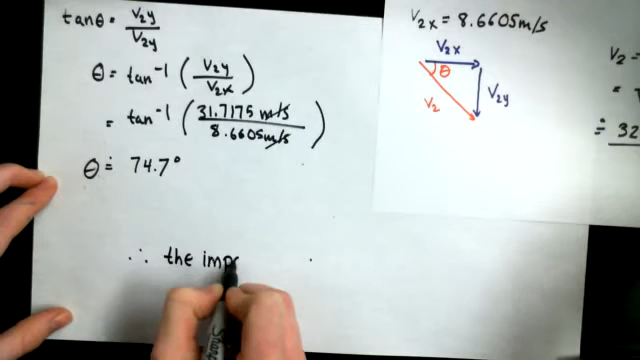 tanθ = V₂y/V₂y
θ = tan⁻¹ (V₂y/V₂x)
= tan⁻¹ (31.7175 m/s / 8.6605 m/s)
θ ≐ 74.7°
∴ the imp
V₂x = 8.6605 m/s
V₂x
θ
V₂y
V₂
V₂ =
=
≐ 32
Sharpie